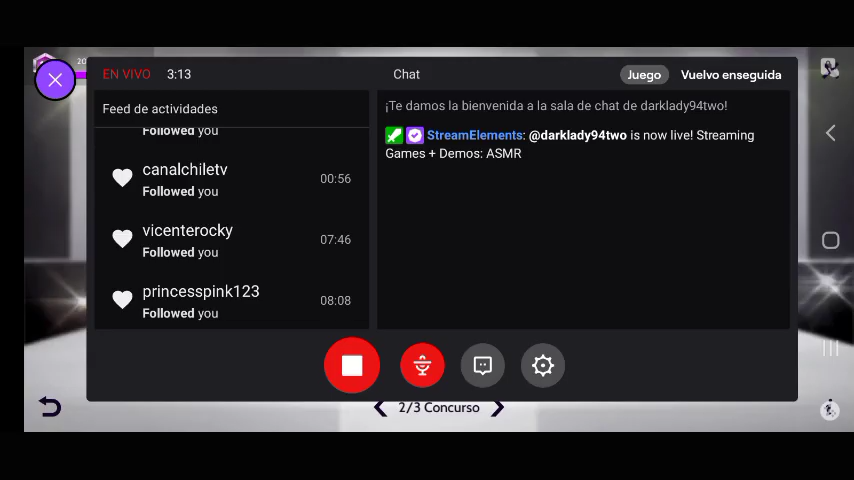 20
EN VIVO 3:13
Chat
Juego
Vuelvo enseguida
Feed de actividades
Followed you
canalchiletv
Followed you
00:56
vicenterocky
Followed you
07:46
princesspink123
Followed you
08:08
¡Te damos la bienvenida a la sala de chat de darklady94two!
StreamElements: @darklady94two is now live! Streaming
Games + Demos: ASMR
2/3 Concurso